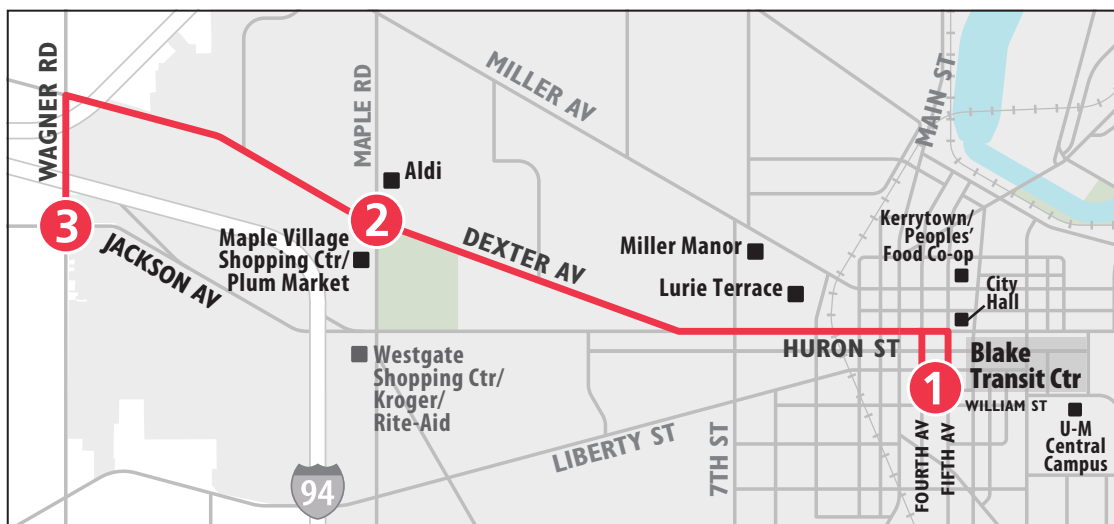 WAGNER RD
MAPLE RD
MILLER AV
MAIN ST
Aldi
2
3
Kerrytown/
Peoples'
Food Co-op
Maple Village
Shopping Ctr/
Plum Market
DEXTER AV
Miller Manor
JACKSON AV
Lurie Terrace
City
Hall
HURON ST
Westgate
Shopping Ctr/
Kroger/
Rite-Aid
Blake
Transit Ctr
1
WILLIAM ST
LIBERTY ST
7TH ST
FOURTH AV
FIFTH AV
U-M
Central
Campus
94